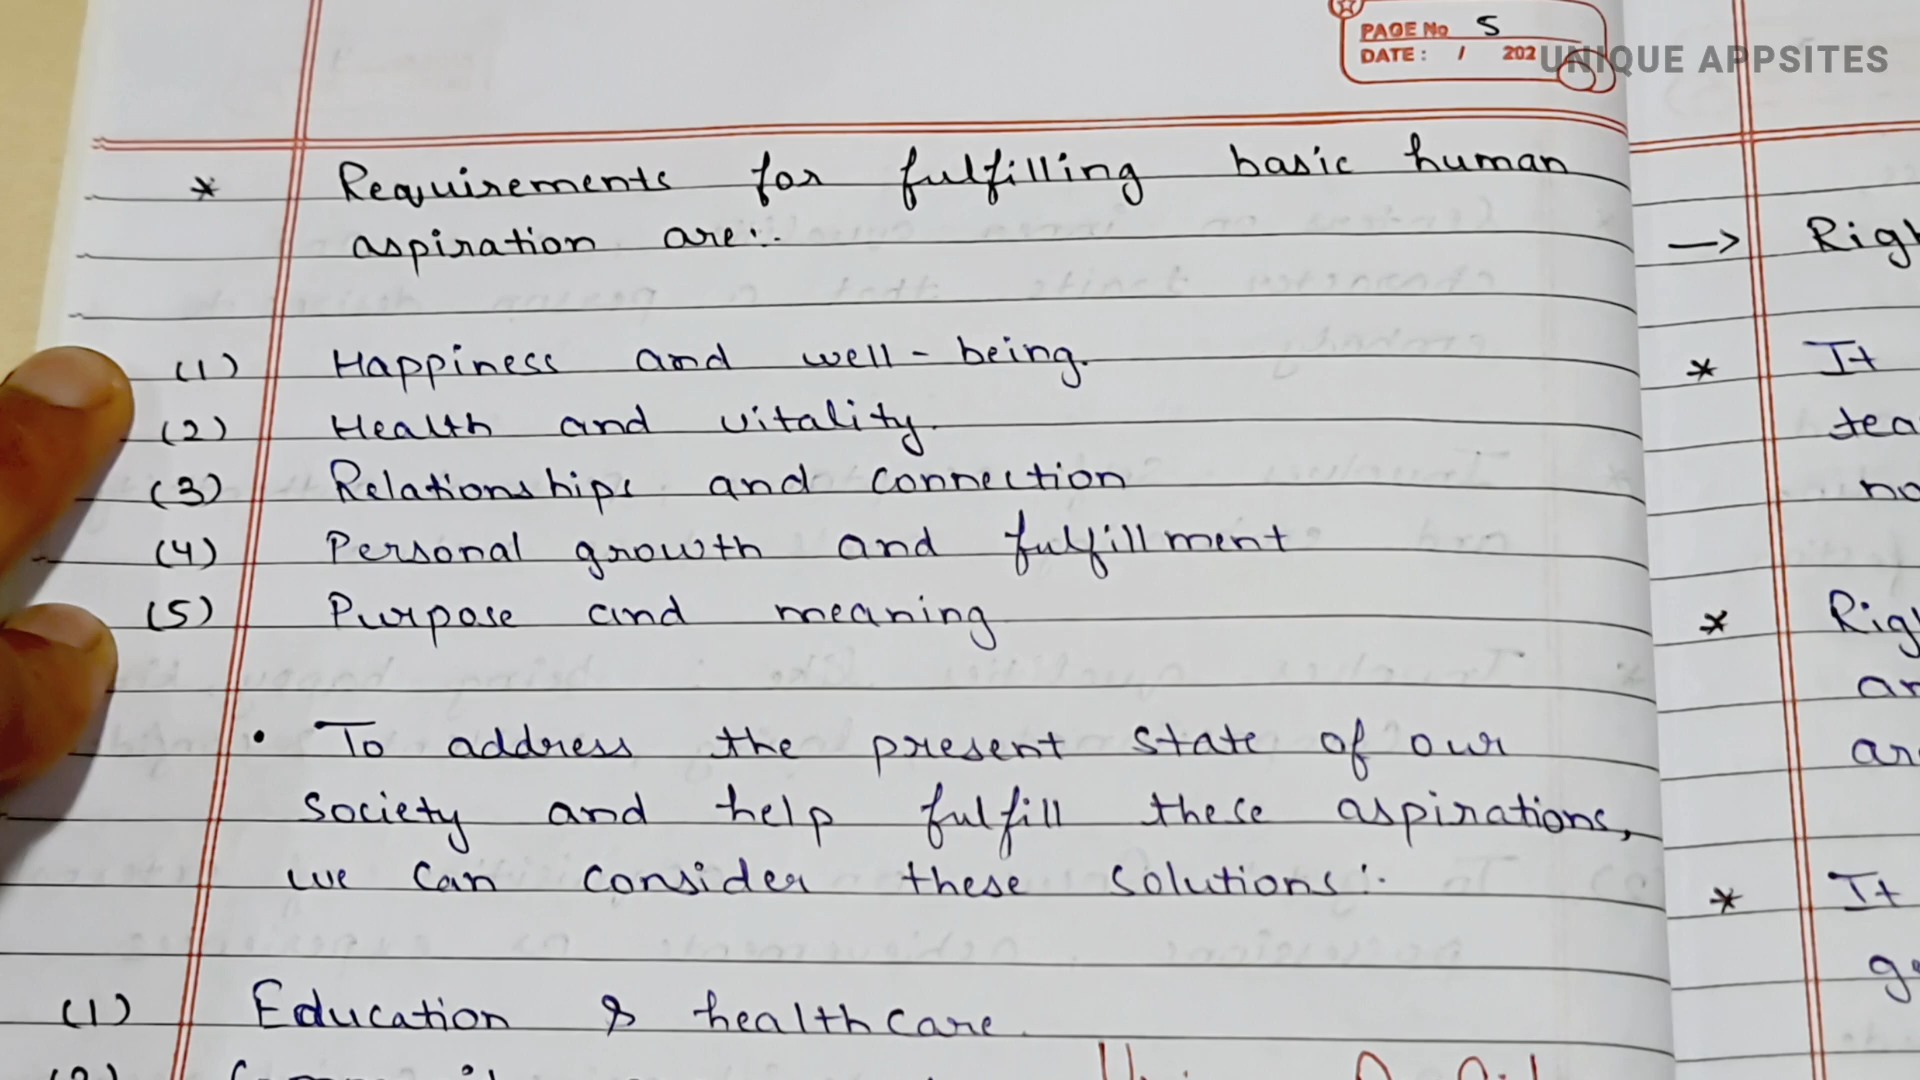 PAGE No 5
DATE: / 202
UNIQUE APPSITES
* Requirements for fulfilling basic human
aspiration are:-
(1) Happiness and well-being.
(2) Health and vitality.
(3) Relationships and connection
(4) Personal growth and fulfillment
(5) Purpose and meaning
• To address the present state of our
society and help fulfill these aspirations,
we can consider these solutions:-
(1) Education & healthcare.
(2)
->
* It
*
* It